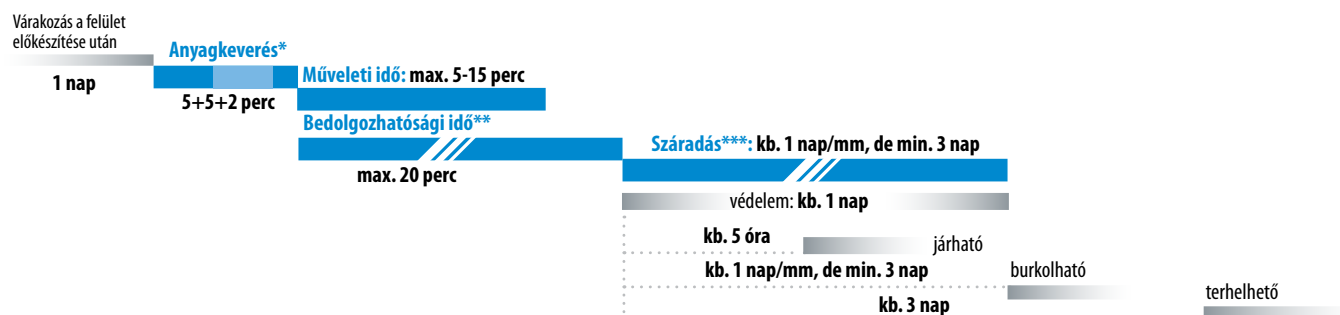 Várakozás a felület
előkészítése után
1 nap
Anyagkeverés*
5+5+2 perc
Műveleti idő: max. 5-15 perc
Bedolgozhatósági idő**
max. 20 perc
Száradás***: kb. 1 nap/mm, de min. 3 nap
védelem: kb. 1 nap
kb. 5 óra
járható
kb. 1 nap/mm, de min. 3 nap
burkolható
kb. 3 nap
terhelhető